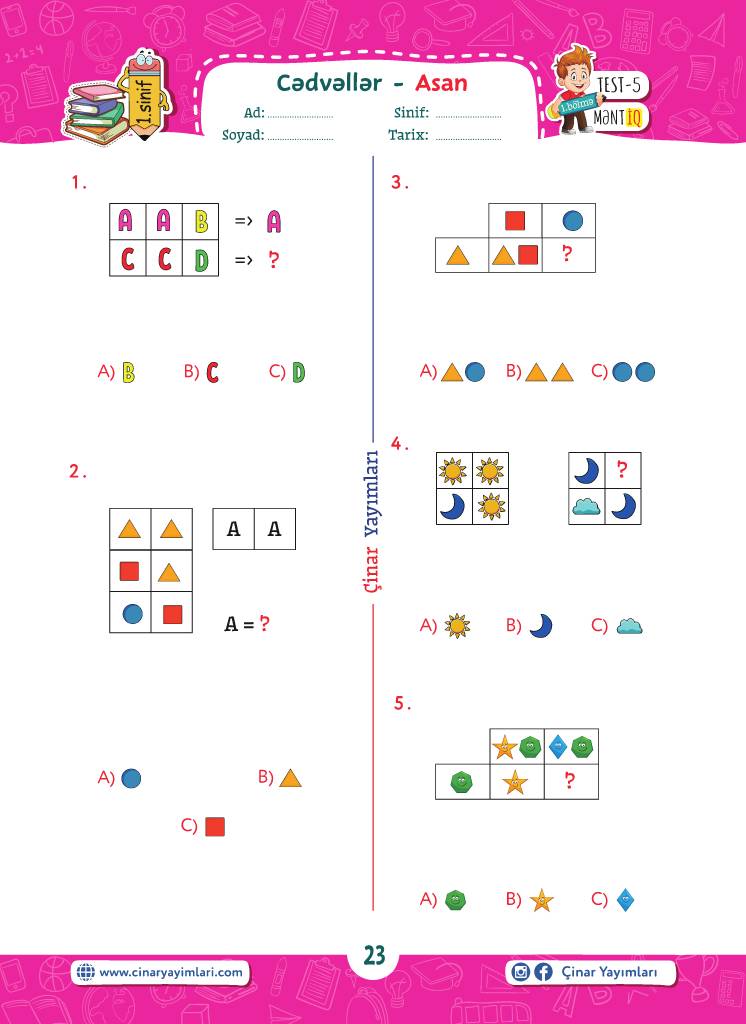 Cədvəllər - Asan
Ad: ........................
Sinif: ........................
Soyad: ........................
Tarix: ........................
1.sinif
TEST-5
1.bölmə
MƏNTİQ
1.
A A B => A
C C D => ?
A) B B) C C) D
2.
A A
A = ?
A) B)
C)
3.
?
A) B) C)
4.
?
A) B) C)
5.
?
A) B) C)
Çinar Yayımları
23
www.cinaryayimlari.com
Çinar Yayımları